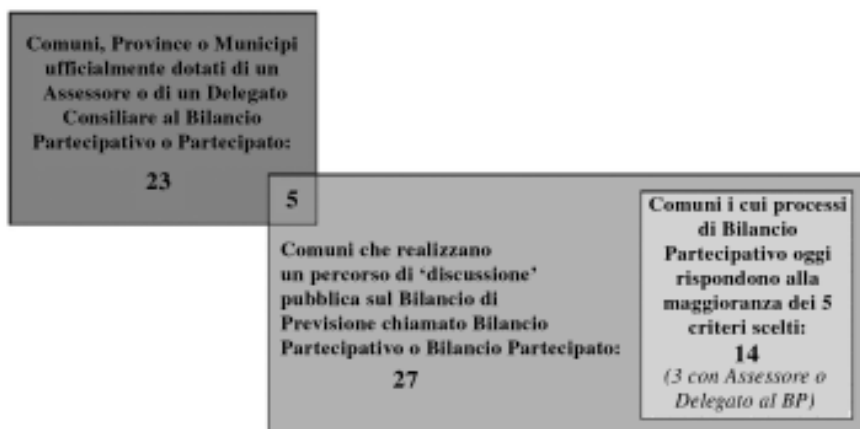 Comuni, Province o Municipi
ufficialmente dotati di un
Assessore o di un Delegato
Consiliare al Bilancio
Partecipativo o Partecipato:
23
5
Comuni che realizzano
un percorso di ‘discussione’
pubblica sul Bilancio di
Previsione chiamato Bilancio
Partecipativo o Bilancio Partecipato:
27
Comuni i cui processi
di Bilancio
Partecipativo oggi
rispondono alla
maggioranza dei 5
criteri scelti:
14
(3 con Assessore o
Delegato al BP)